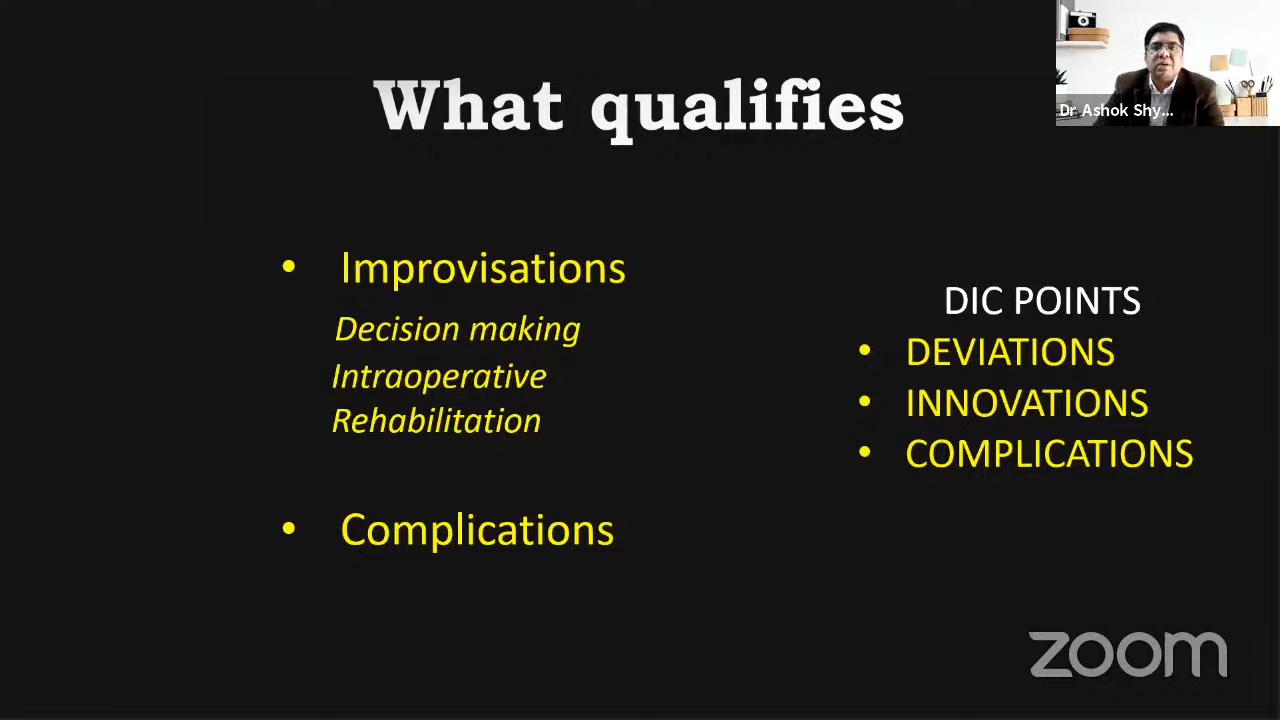 What qualifies
Dr Ashok Shy...
• Improvisations
Decision making
Intraoperative
Rehabilitation
• Complications
DIC POINTS
• DEVIATIONS
• INNOVATIONS
• COMPLICATIONS
zoom